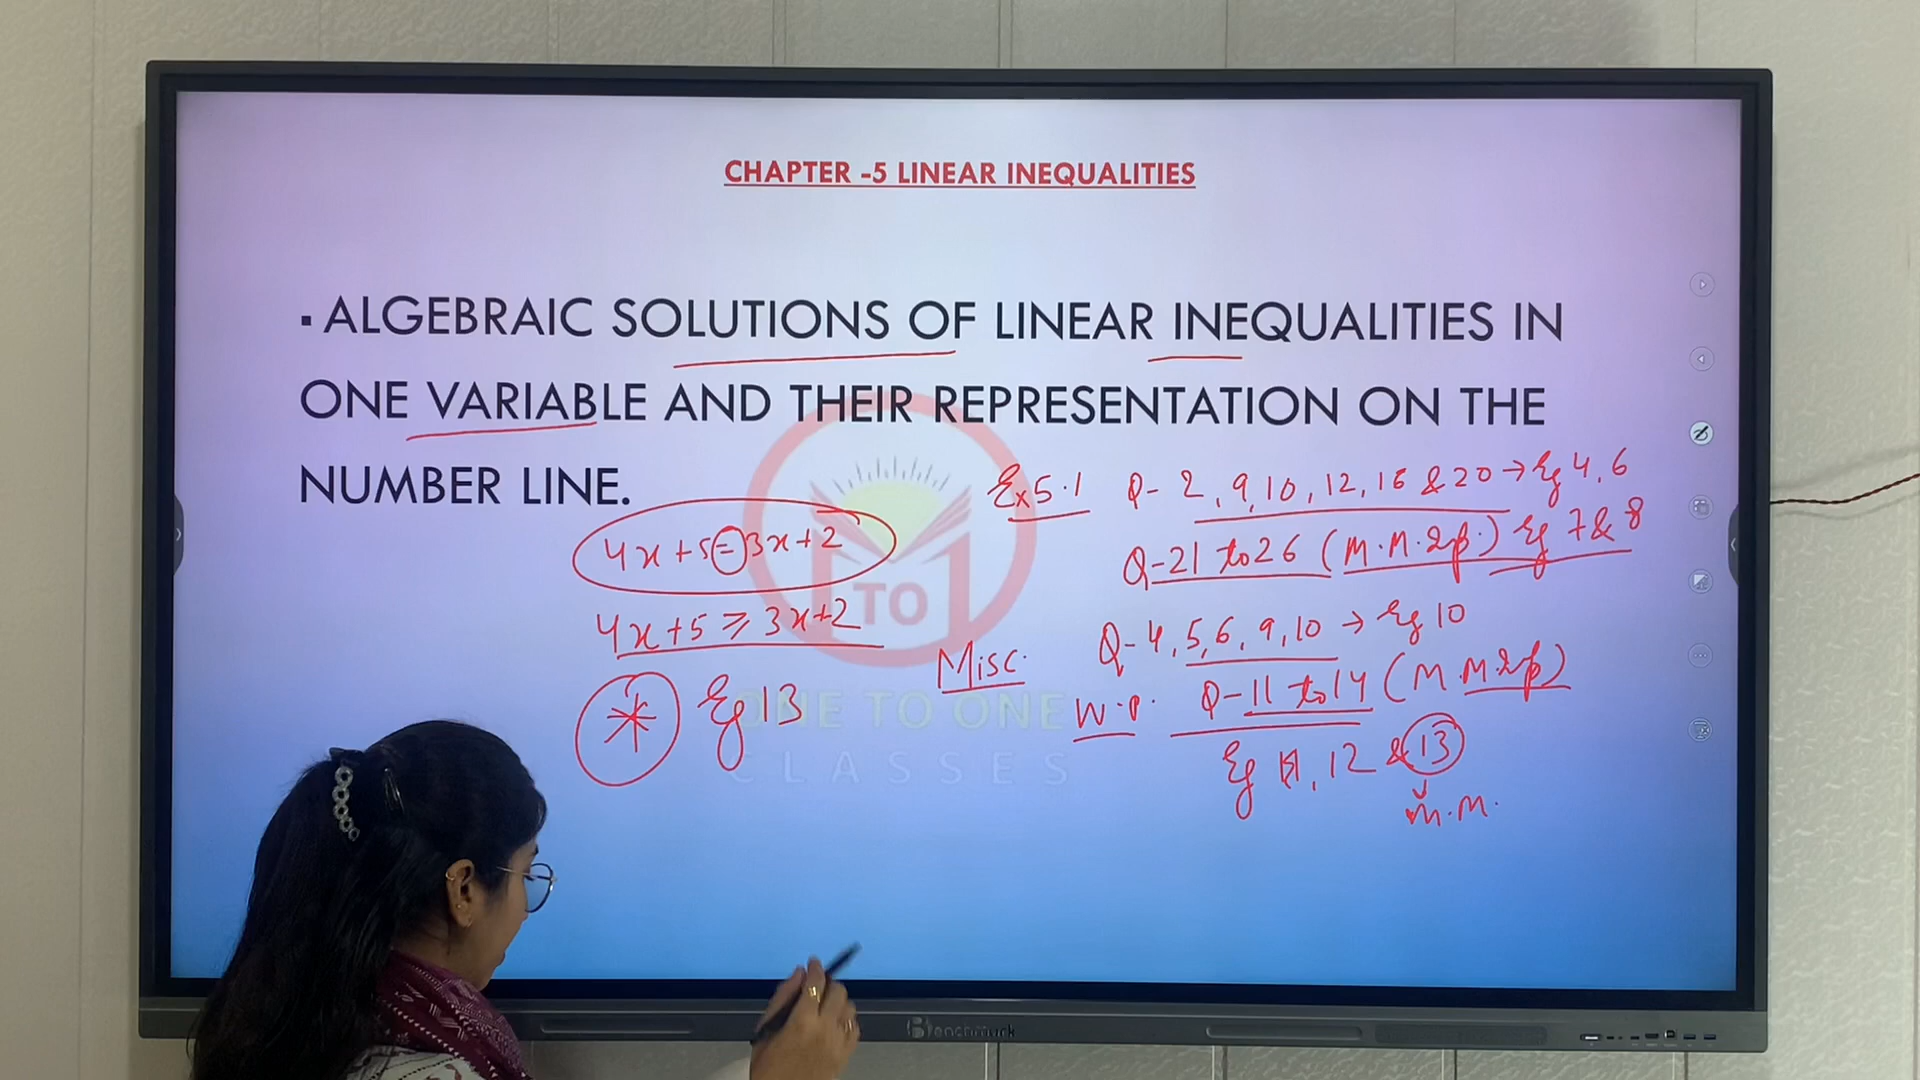 CHAPTER -5 LINEAR INEQUALITIES
▪ ALGEBRAIC SOLUTIONS OF LINEAR INEQUALITIES IN
ONE VARIABLE AND THEIR REPRESENTATION ON THE
NUMBER LINE.
4x+5=3x+2
4x+5 ≥ 3x+2
* Eg 13
Ex 5.1 Q- 2, 9, 10, 12, 16 & 20 → Eg 4, 6
Q-21 to 26 (M.M. Imp.) Eg 7 & 8
Misc. Q-4, 5, 6, 9, 10 → Eg 10
W.P. Q-11 to 14 (M.M Imp)
Eg 11, 12 & 13
M.M.
TO
ONE TO ONE
CLASSES
Benchmark